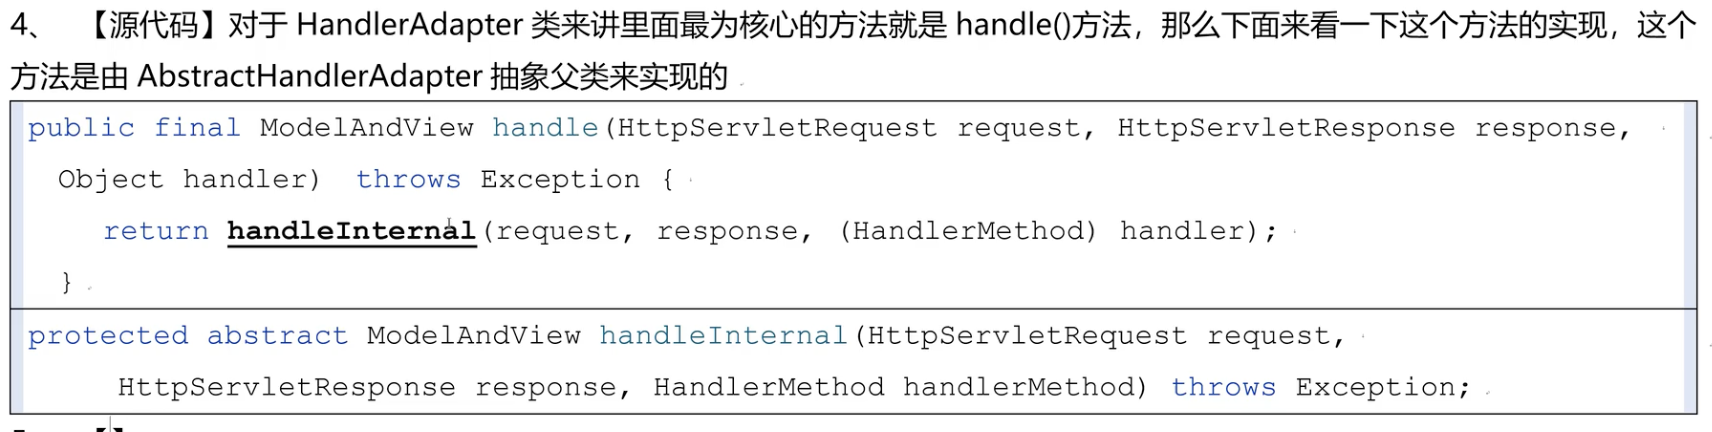 4、 【源代码】对于 HandlerAdapter 类来讲里面最为核心的方法就是 handle()方法，那么下面来看一下这个方法的实现，这个
方法是由 AbstractHandlerAdapter 抽象父类来实现的
public final ModelAndView handle(HttpServletRequest request, HttpServletResponse response,
Object handler) throws Exception {
return handleInternal(request, response, (HandlerMethod) handler);
}
protected abstract ModelAndView handleInternal(HttpServletRequest request,
HttpServletResponse response, HandlerMethod handlerMethod) throws Exception;